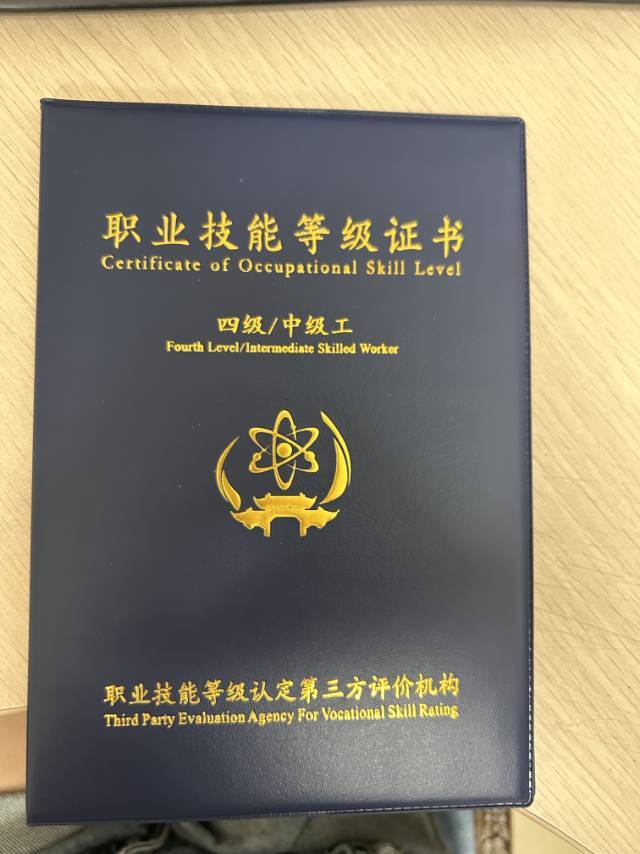 职业技能等级证书
Certificate of Occupational Skill Level
四级/中级工
Fourth Level/Intermediate Skilled Worker
职业技能等级认定第三方评价机构
Third Party Evaluation Agency For Vocational Skill Rating